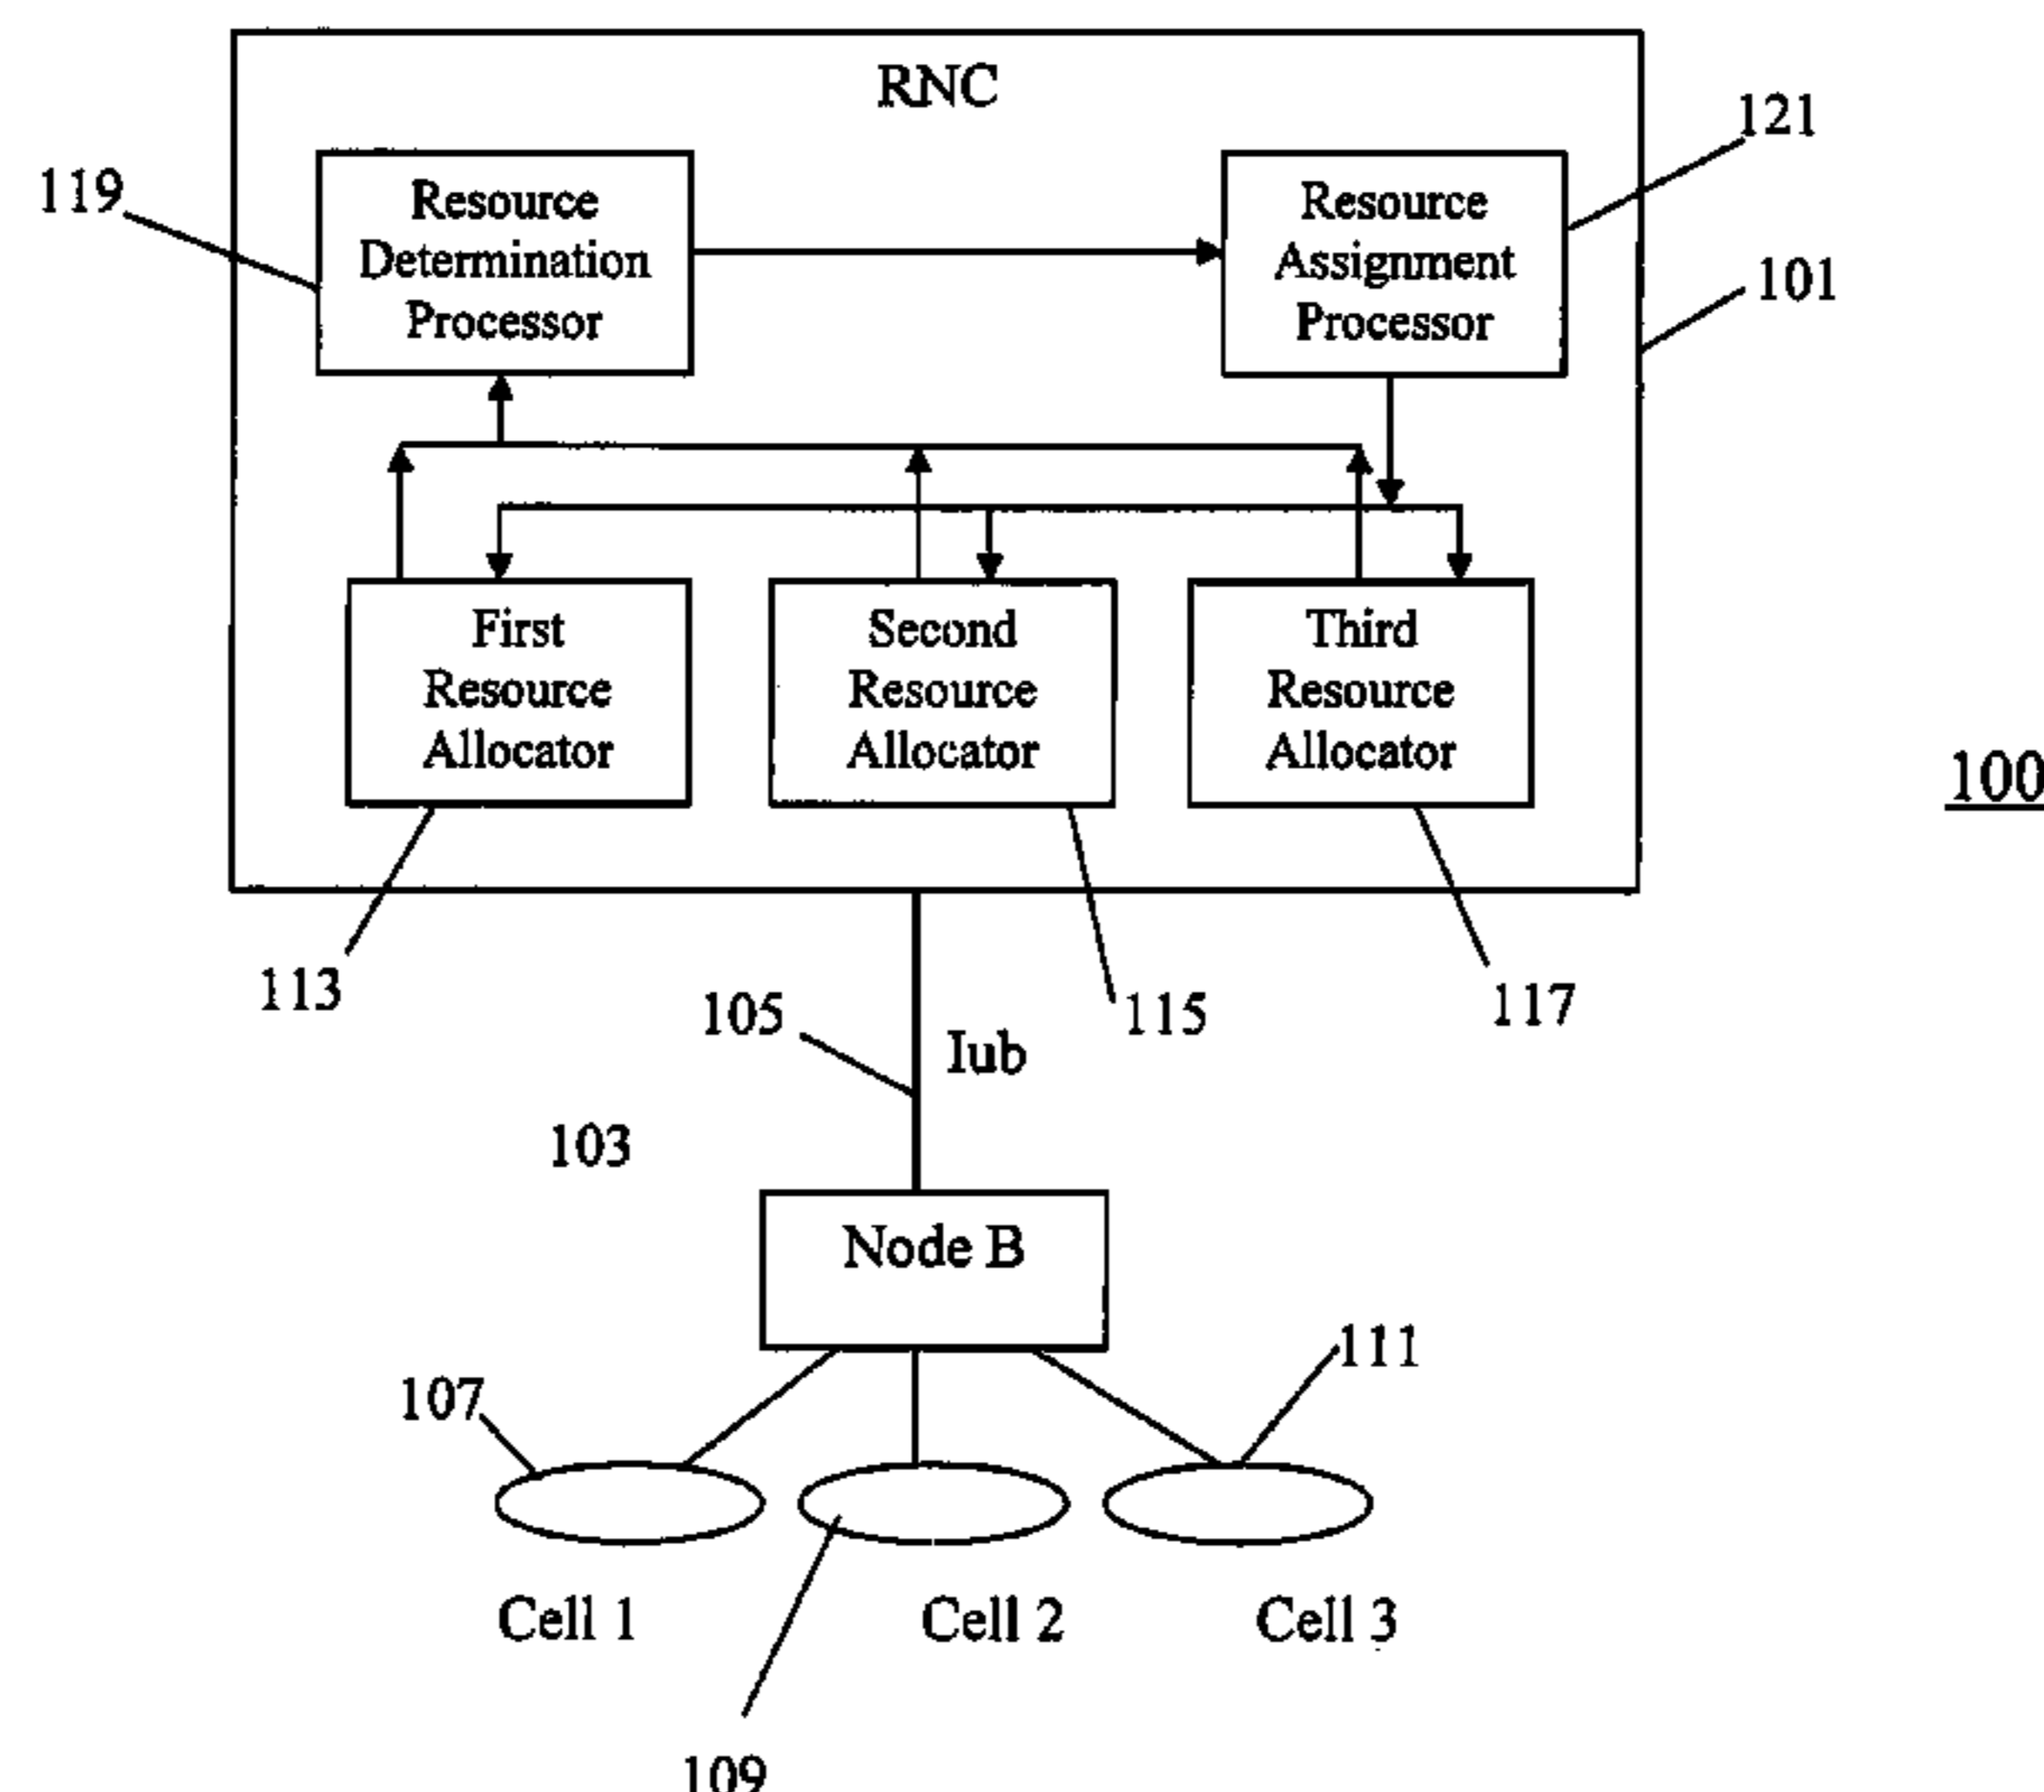 RNC
121
119
Resource
Determination
Processor
Resource
Assignment
Processor
101
First
Resource
Allocator
Second
Resource
Allocator
Third
Resource
Allocator
100
113
105
Iub
115
117
103
Node B
111
107
Cell 1
Cell 2
Cell 3
109